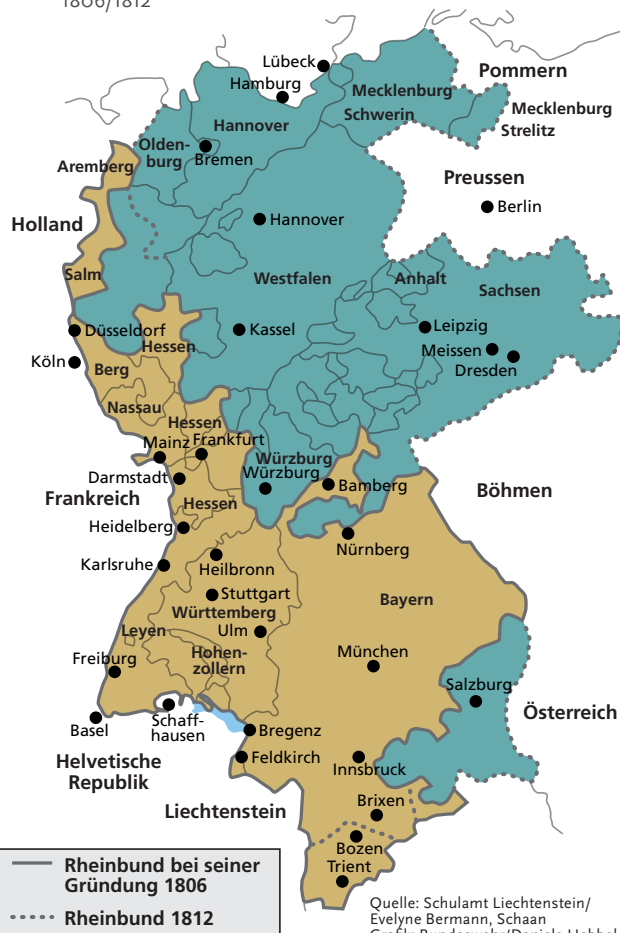 1806/1812
Lübeck
Hamburg
Pommern
Mecklenburg
Schwerin
Mecklenburg
Strelitz
Hannover
Olden-
burg
Bremen
Aremberg
Preussen
Berlin
Holland
Hannover
Salm
Westfalen
Anhalt
Sachsen
Düsseldorf
Kassel
Leipzig
Hessen
Meissen
Köln
Berg
Dresden
Nassau
Hessen
Mainz
Frankfurt
Würzburg
Würzburg
Darmstadt
Bamberg
Böhmen
Frankreich
Hessen
Heidelberg
Nürnberg
Karlsruhe
Heilbronn
Stuttgart
Bayern
Württemberg
Leyen
Ulm
Hohen-
zollern
München
Freiburg
Salzburg
Österreich
Basel
Schaff-
hausen
Bregenz
Helvetische
Republik
Feldkirch
Innsbruck
Liechtenstein
Brixen
Bozen
Trient
Rheinbund bei seiner
Gründung 1806
Rheinbund 1812
Quelle: Schulamt Liechtenstein/
Evelyne Bermann, Schaan